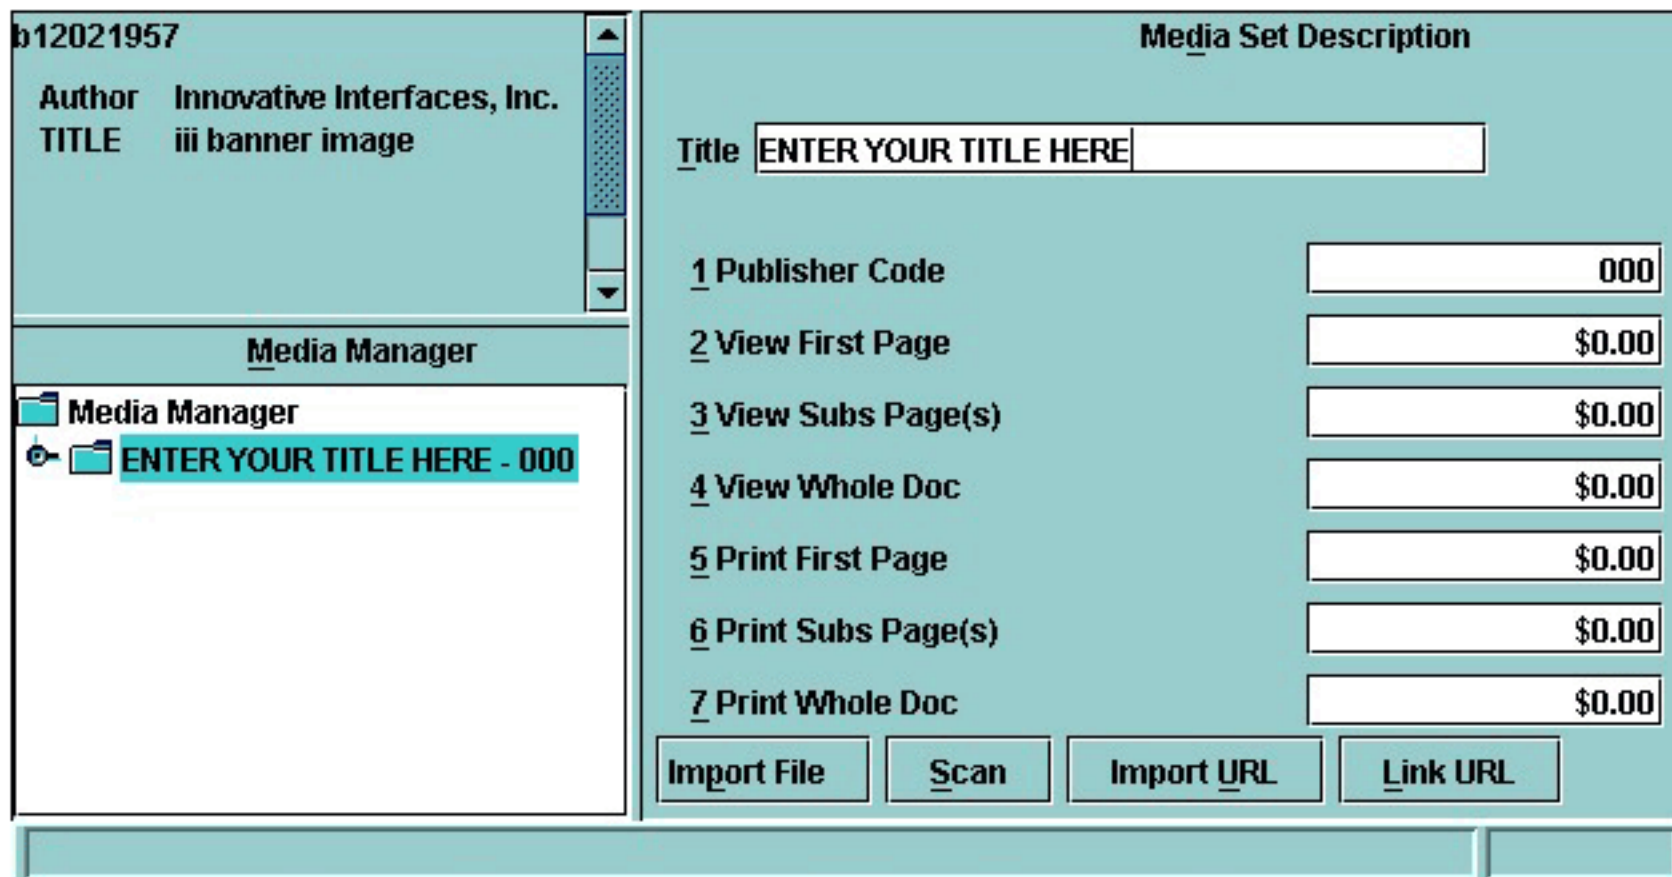 b12021957
Author Innovative Interfaces, Inc.
TITLE iii banner image
Media Manager
Media Manager
ENTER YOUR TITLE HERE - 000
Media Set Description
Title ENTER YOUR TITLE HERE
1 Publisher Code 000
2 View First Page $0.00
3 View Subs Page(s) $0.00
4 View Whole Doc $0.00
5 Print First Page $0.00
6 Print Subs Page(s) $0.00
7 Print Whole Doc $0.00
Import File Scan Import URL Link URL